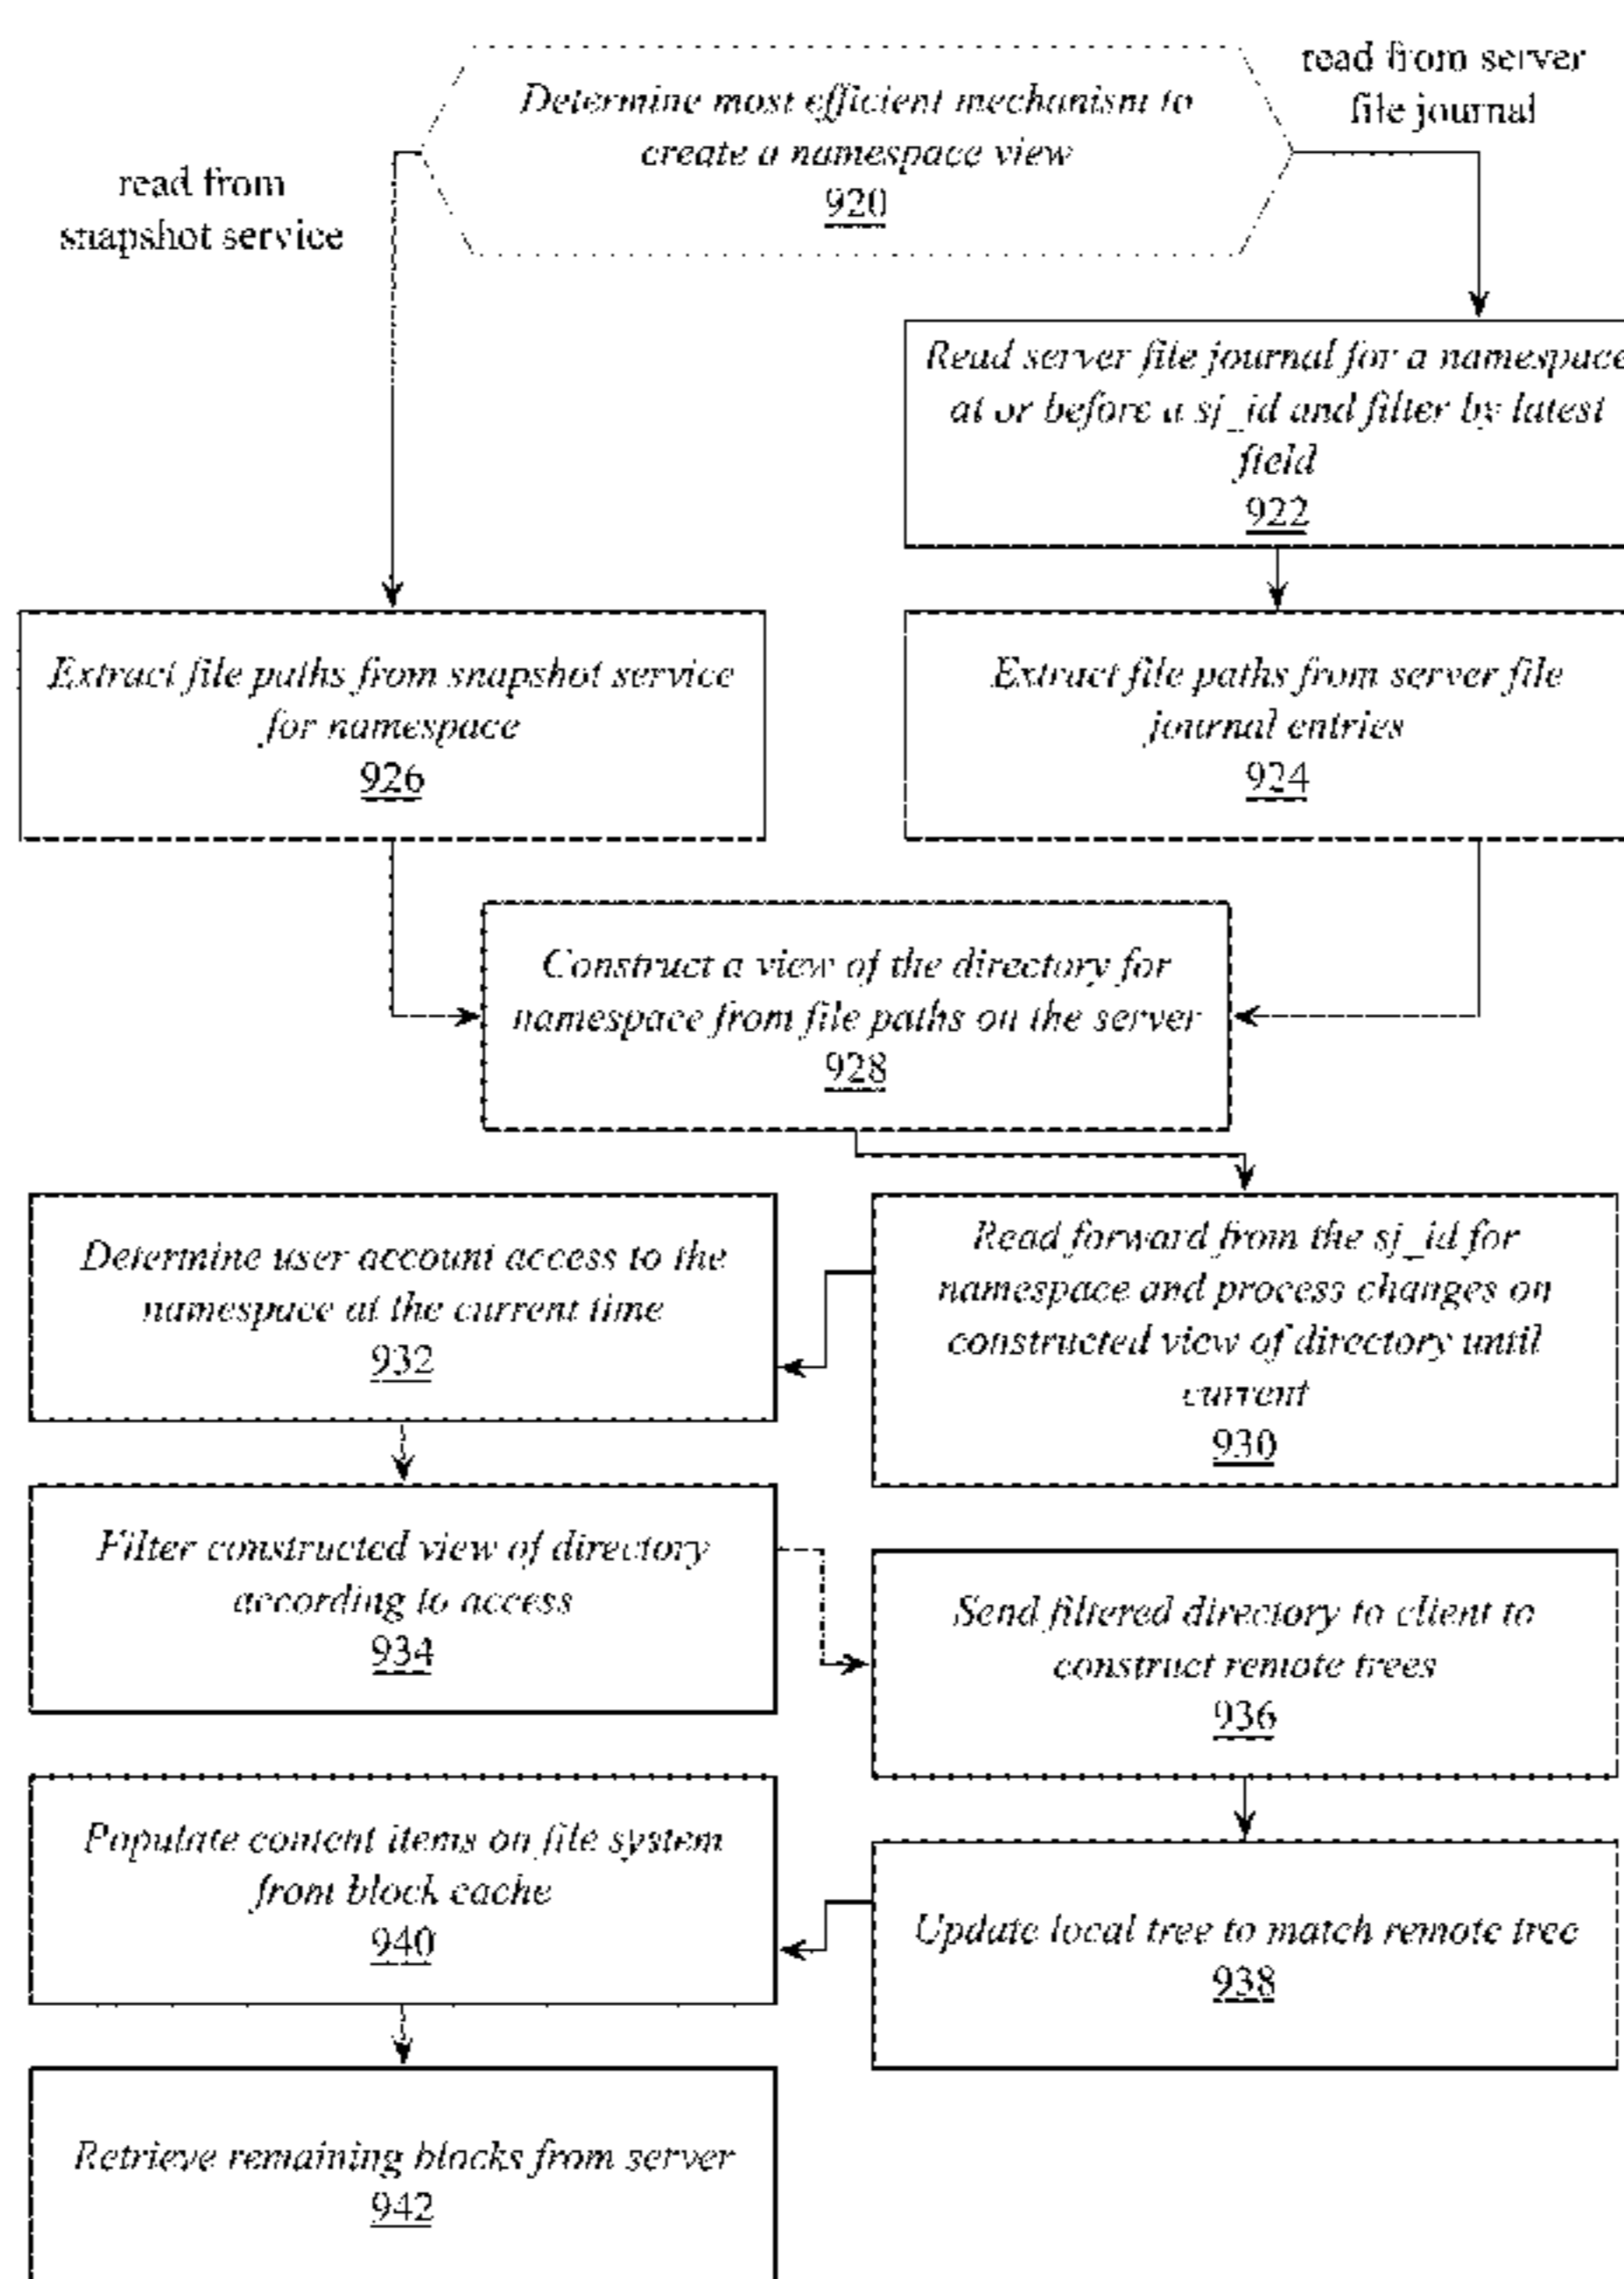 read from server
file journal
Determine most efficient mechanism to
create a namespace view
920
read from
snapshot service
Read server file journal for a namespace
at or before a sj_id and filter by latest
field
922
Extract file paths from snapshot service
for namespace
926
Extract file paths from server file
journal entries
924
Construct a view of the directory for
namespace from file paths on the server
928
Determine user account access to the
namespace at the current time
932
Read forward from the sj_id for
namespace and process changes on
constructed view of directory until
current
930
Filter constructed view of directory
according to access
934
Send filtered directory to client to
construct remote trees
936
Populate content items on file system
from block cache
940
Update local tree to match remote tree
938
Retrieve remaining blocks from server
942